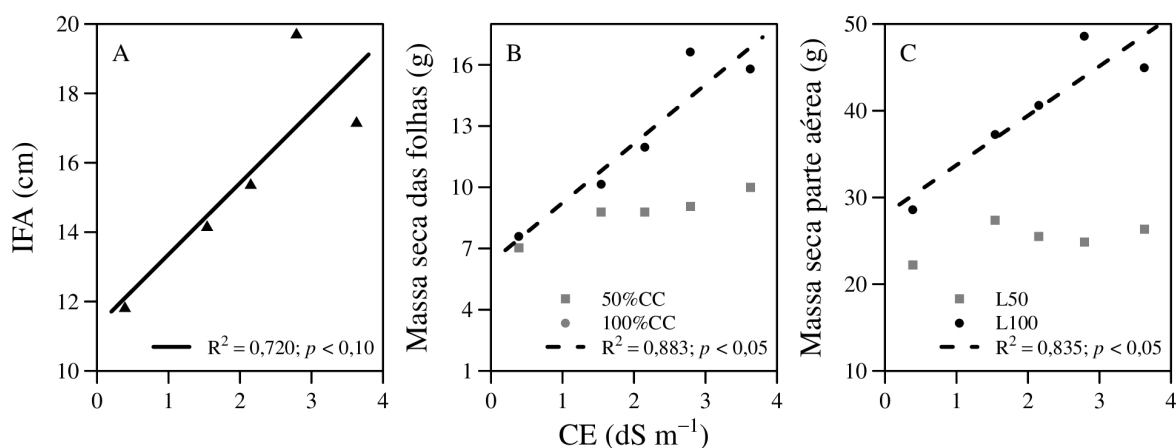 A
IFA (cm)
20
18
16
14
12
10
R² = 0,720; p < 0,10
0 1 2 3 4
B
Massa seca das folhas (g)
16
13
10
7
4
1
50%CC
100%CC
R² = 0,883; p < 0,05
0 1 2 3 4
CE (dS m⁻¹)
C
Massa seca parte aérea (g)
50
40
30
20
10
L50
L100
R² = 0,835; p < 0,05
0 1 2 3 4